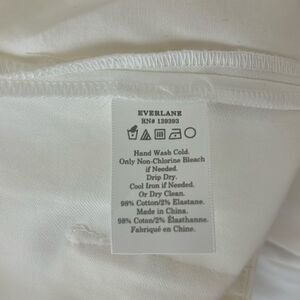 EVERLANE
RN# 139393
Hand Wash Cold.
Only Non-Chlorine Bleach
if Needed.
Drip Dry.
Cool Iron if Needed.
Or Dry Clean.
98% Cotton/2% Elastane.
Made in China.
98% Cotton/2% Élasthanne.
Fabriqué en Chine.